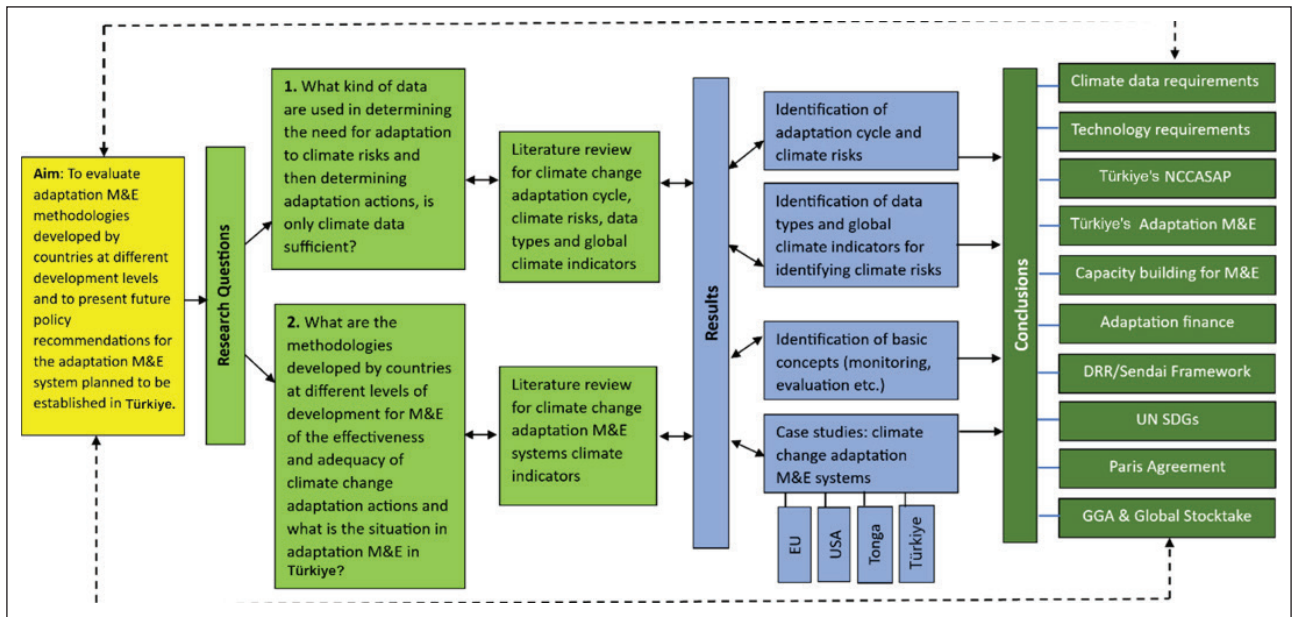 Aim: To evaluate
adaptation M&E
methodologies
developed by
countries at different
development levels
and to present future
policy
recommendations for
the adaptation M&E
system planned to be
established in Türkiye.
Research Questions
1. What kind of data
are used in determining
the need for adaptation
to climate risks and
then determining
adaptation actions, is
only climate data
sufficient?
2. What are the
methodologies
developed by countries
at different levels of
development for M&E
of the effectiveness
and adequacy of
climate change
adaptation actions and
what is the situation in
adaptation M&E in
Türkiye?
Literature review
for climate change
adaptation cycle,
climate risks, data
types and global
climate indicators
Literature review
for climate change
adaptation M&E
systems climate
indicators
Results
Identification of
adaptation cycle and
climate risks
Identification of data
types and global
climate indicators for
identifying climate risks
Identification of basic
concepts (monitoring,
evaluation etc.)
Case studies: climate
change adaptation
M&E systems
EU
USA
Tonga
Türkiye
Conclusions
Climate data requirements
Technology requirements
Türkiye's NCCASAP
Türkiye's Adaptation M&E
Capacity building for M&E
Adaptation finance
DRR/Sendai Framework
UN SDGs
Paris Agreement
GGA & Global Stocktake